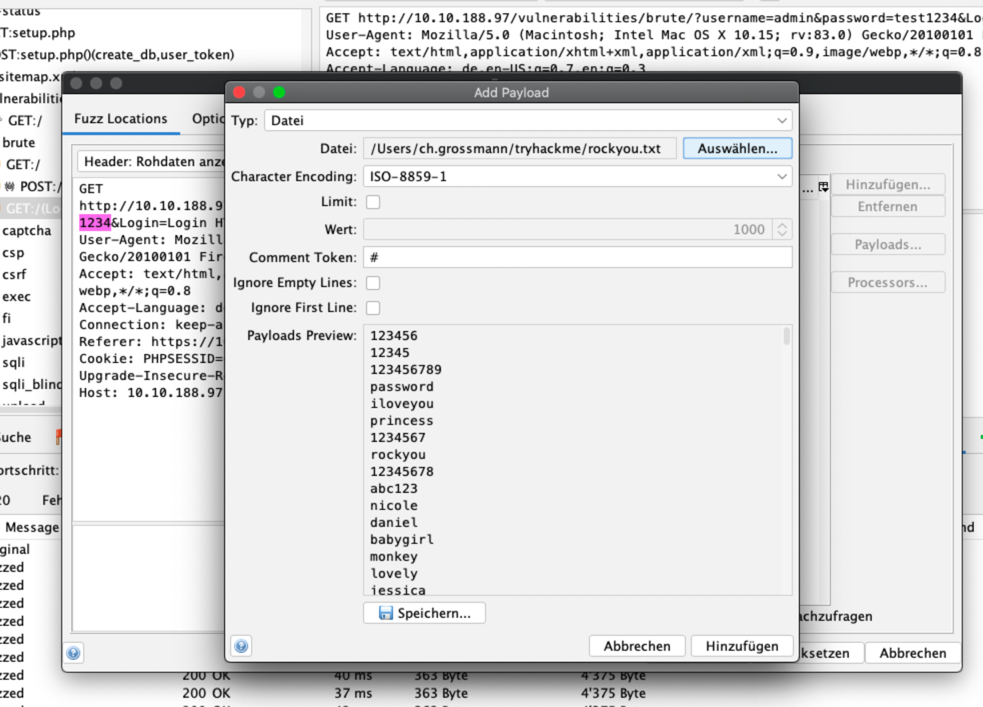 status
T:setup.php
ST:setup.php()(create_db,user_token)
sitemap.x
lnerabiliti
GET:/
brute
GET:/
POST:/
GET:/(Lo
captcha
csp
csrf
exec
fi
javascript
sqli
sqli_blind
GET http://10.10.188.97/vulnerabilities/brute/?username=admin&password=test1234&Lo
User-Agent: Mozilla/5.0 (Macintosh; Intel Mac OS X 10.15; rv:83.0) Gecko/20100101
Accept: text/html,application/xhtml+xml,application/xml;q=0.9,image/webp,*/*;q=0.8
Accept-Language: de,en-US;q=0.7,en;q=0.3
Fuzz Locations
Optio
Header: Rohdaten anze
GET
http://10.10.188.9
1234&Login=Login H
User-Agent: Mozill
Gecko/20100101 Fir
Accept: text/html,
webp,*/*;q=0.8
Accept-Language: d
Connection: keep-a
Referer: https://1
Cookie: PHPSESSID=
Upgrade-Insecure-R
Host: 10.10.188.97
Add Payload
Typ: Datei
Datei: /Users/ch.grossmann/tryhackme/rockyou.txt Auswählen...
Character Encoding: ISO-8859-1
Limit:
Wert: 1000
Comment Token: #
Ignore Empty Lines:
Ignore First Line:
Payloads Preview:
123456
12345
123456789
password
iloveyou
princess
1234567
rockyou
12345678
abc123
nicole
daniel
babygirl
monkey
lovely
jessica
Speichern...
Abbrechen
Hinzufügen
...
Hinzufügen...
Entfernen
Payloads...
Processors...
achzufragen
ksetzen
Abbrechen
uche
ortschritt:
20 Feh
Message
nd
ginal
zzed
zzed
zzed
zzed
zzed
zzed
zzed 200 OK 40 ms 363 Byte 4'375 Byte
zzed 200 OK 37 ms 363 Byte 4'375 Byte